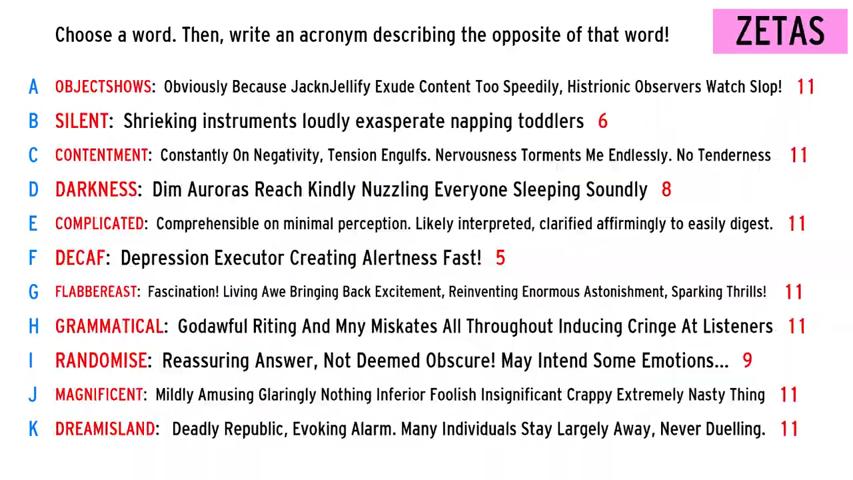 Choose a word. Then, write an acronym describing the opposite of that word!
ZETAS
A OBJECTSHOWS: Obviously Because JacknJellify Exude Content Too Speedily, Histrionic Observers Watch Slop! 11
B SILENT: Shrieking instruments loudly exasperate napping toddlers 6
C CONTENTMENT: Constantly On Negativity, Tension Engulfs. Nervousness Torments Me Endlessly. No Tenderness 11
D DARKNESS: Dim Auroras Reach Kindly Nuzzling Everyone Sleeping Soundly 8
E COMPLICATED: Comprehensible on minimal perception. Likely interpreted, clarified affirmingly to easily digest. 11
F DECAF: Depression Executor Creating Alertness Fast! 5
G FLABBEREAST: Fascination! Living Awe Bringing Back Excitement, Reinventing Enormous Astonishment, Sparking Thrills! 11
H GRAMMATICAL: Godawful Riting And Mny Miskates All Throughout Inducing Cringe At Listeners 11
I RANDOMISE: Reassuring Answer, Not Deemed Obscure! May Intend Some Emotions... 9
J MAGNIFICENT: Mildly Amusing Glaringly Nothing Inferior Foolish Insignificant Crappy Extremely Nasty Thing 11
K DREAMISLAND: Deadly Republic, Evoking Alarm. Many Individuals Stay Largely Away, Never Duelling. 11